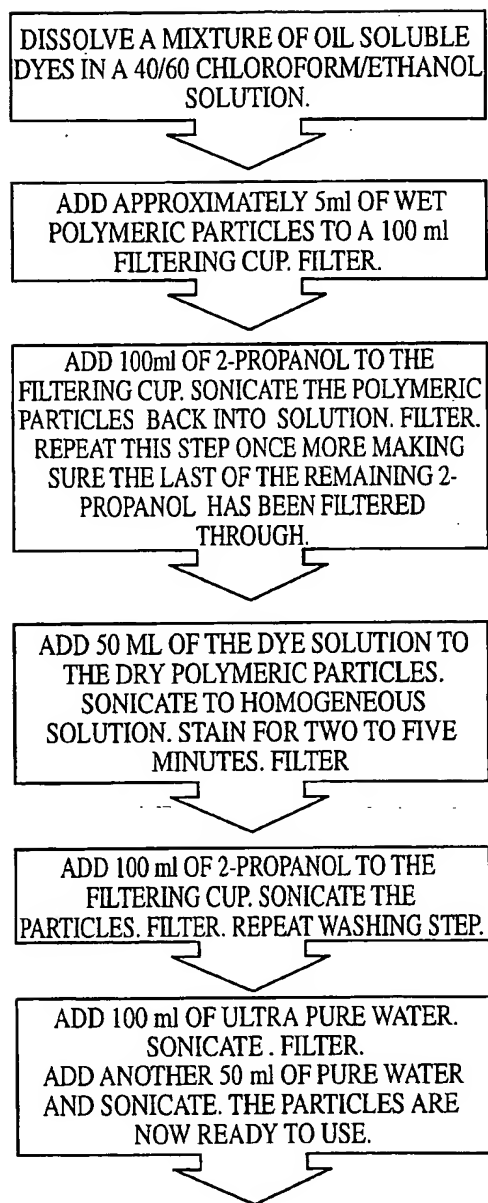 DISSOLVE A MIXTURE OF OIL SOLUBLE
DYES IN A 40/60 CHLOROFORM/ETHANOL
SOLUTION.
ADD APPROXIMATELY 5ml OF WET
POLYMERIC PARTICLES TO A 100 ml
FILTERING CUP. FILTER.
ADD 100ml OF 2-PROPANOL TO THE
FILTERING CUP. SONICATE THE POLYMERIC
PARTICLES BACK INTO SOLUTION. FILTER.
REPEAT THIS STEP ONCE MORE MAKING
SURE THE LAST OF THE REMAINING 2-
PROPANOL HAS BEEN FILTERED
THROUGH.
ADD 50 ML OF THE DYE SOLUTION TO
THE DRY POLYMERIC PARTICLES.
SONICATE TO HOMOGENEOUS
SOLUTION. STAIN FOR TWO TO FIVE
MINUTES. FILTER
ADD 100 ml OF 2-PROPANOL TO THE
FILTERING CUP. SONICATE THE
PARTICLES. FILTER. REPEAT WASHING STEP.
ADD 100 ml OF ULTRA PURE WATER.
SONICATE . FILTER.
ADD ANOTHER 50 ml OF PURE WATER
AND SONICATE. THE PARTICLES ARE
NOW READY TO USE.